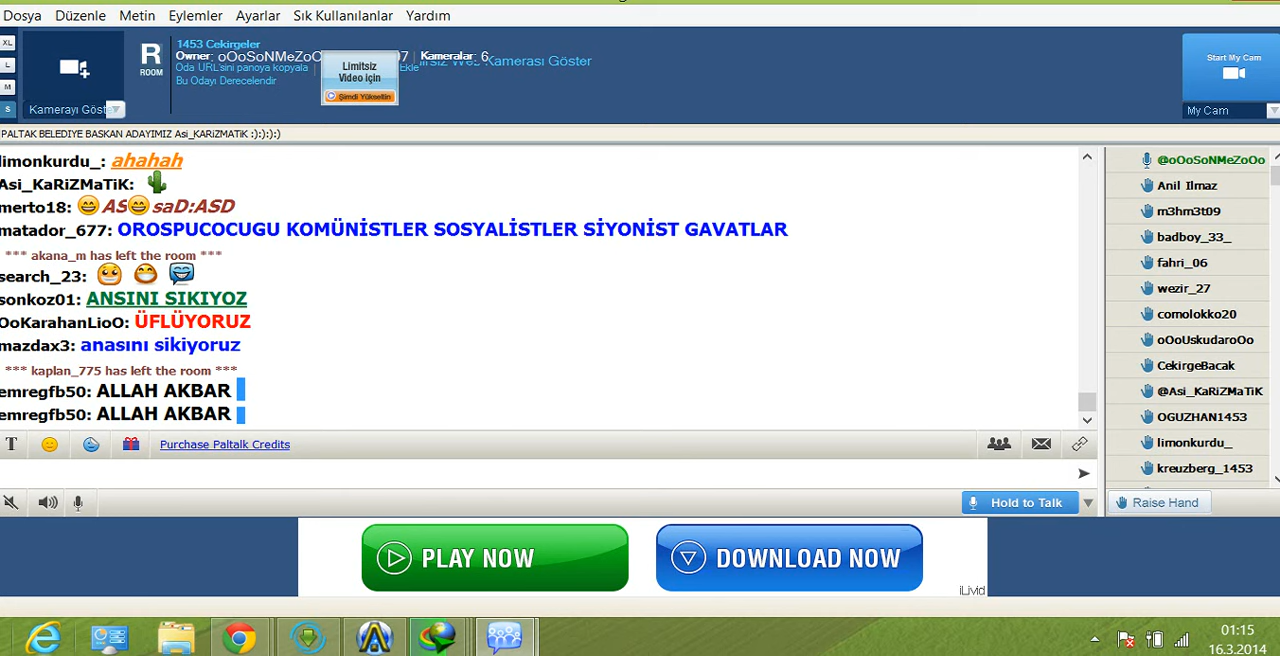 Dosya Düzenle Metin Eylemler Ayarlar Sık Kullanılanlar Yardım
XL
L
M
S
Kamerayı Göst
R
ROOM
1453 Cekirgeler
Owner: oOoSoNMeZoO 07 | Kameralar: 6
Oda URL'sini panoya kopyala | Ekle Kamerası Göster
Bu Odayı Derecelendir
Limitsiz
Video için
Şimdi Yükseltin
Start My Cam
My Cam
PALTAK BELEDIYE BASKAN ADAYIMIZ Asi_KARiZMATiK :):):):)
limonkurdu_: ahahah
Asi_KaRiZMaTiK:
merto18: AS saD:ASD
matador_677: OROSPUCOCUGU KOMÜNİSTLER SOSYALİSTLER SİYONİST GAVATLAR
*** akana_m has left the room ***
search_23:
sonkoz01: ANSINI SIKIYOZ
OoKarahanLioO: ÜFLÜYORUZ
mazdax3: anasını sikiyoruz
*** kaplan_775 has left the room ***
emregfb50: ALLAH AKBAR
emregfb50: ALLAH AKBAR
@oOoSoNMeZoOo
Anil Ilmaz
m3hm3t09
badboy_33_
fahri_06
wezir_27
comolokko20
oOoUskudaroOo
CekirgeBacak
@Asi_KaRiZMaTiK
OGUZHAN1453
limonkurdu_
kreuzberg_1453
T Purchase Paltalk Credits
Hold to Talk
Raise Hand
PLAY NOW
DOWNLOAD NOW
iLivid
01:15
16.3.2014